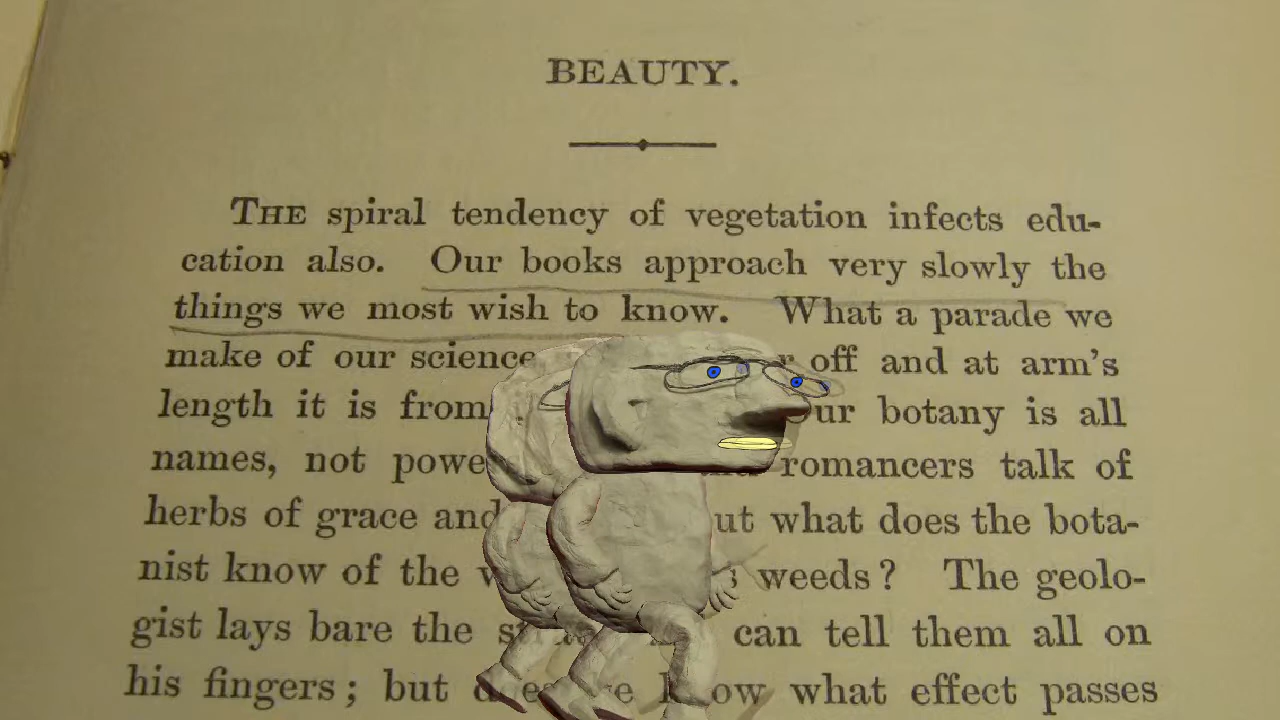 BEAUTY.
THE spiral tendency of vegetation infects edu-
cation also. Our books approach very slowly the
things we most wish to know. What a parade we
make of our science off and at arm's
length it is from our botany is all
names, not romancers talk of
herbs of grace and but what does the bota-
nist know of the weeds? The geolo-
gist lays bare the can tell them all on
his fingers; but does he know what effect passes